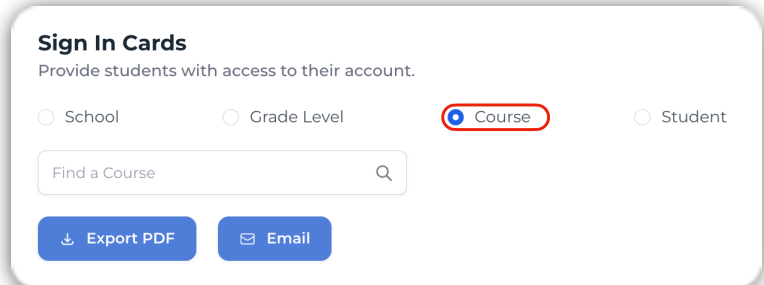 Sign In Cards
Provide students with access to their account.
School Grade Level Course Student
Find a Course
Export PDF Email